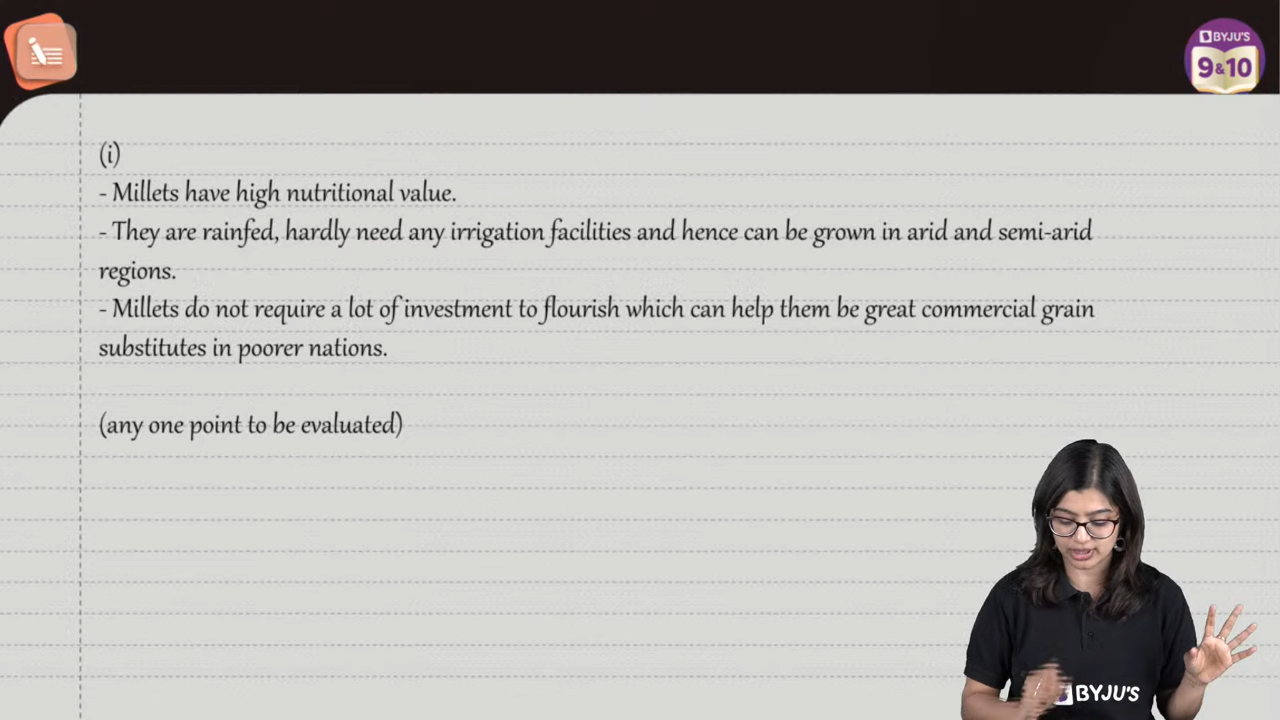 BYJU'S
9&10
(i)
- Millets have high nutritional value.
- They are rainfed, hardly need any irrigation facilities and hence can be grown in arid and semi-arid
regions.
- Millets do not require a lot of investment to flourish which can help them be great commercial grain
substitutes in poorer nations.
(any one point to be evaluated)
BYJU'S